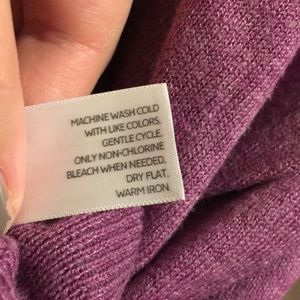 MACHINE WASH COLD
WITH LIKE COLORS,
GENTLE CYCLE,
ONLY NON-CHLORINE
BLEACH WHEN NEEDED,
DRY FLAT,
WARM IRON.